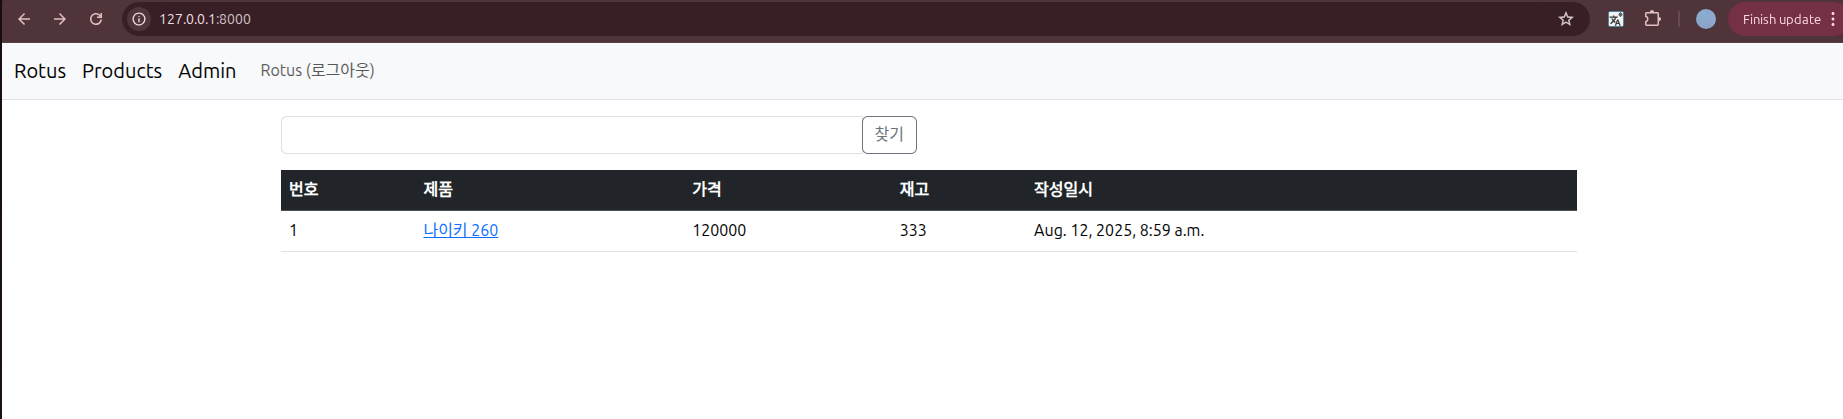 127.0.0.1:8000 Finish update
Rotus Products Admin Rotus (로그아웃)
찾기
번호 제품 가격 재고 작성일시
1 나이키 260 120000 333 Aug. 12, 2025, 8:59 a.m.